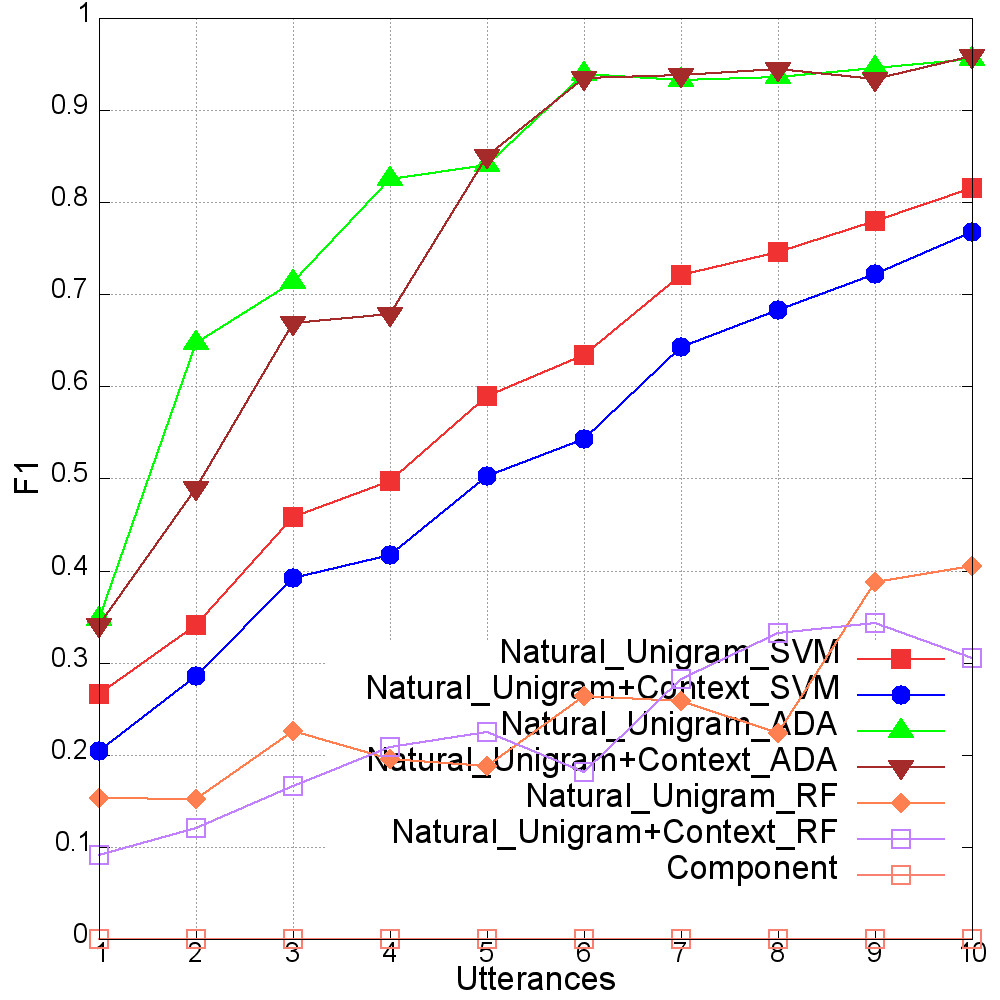 1
0.9
0.8
0.7
0.6
0.5
0.4
0.3
0.2
0.1
0
F1
Natural_Unigram_SVM
Natural_Unigram+Context_SVM
Natural_Unigram_ADA
Natural_Unigram+Context_ADA
Natural_Unigram_RF
Natural_Unigram+Context_RF
Component
1 2 3 4 5 6 7 8 9 10
Utterances